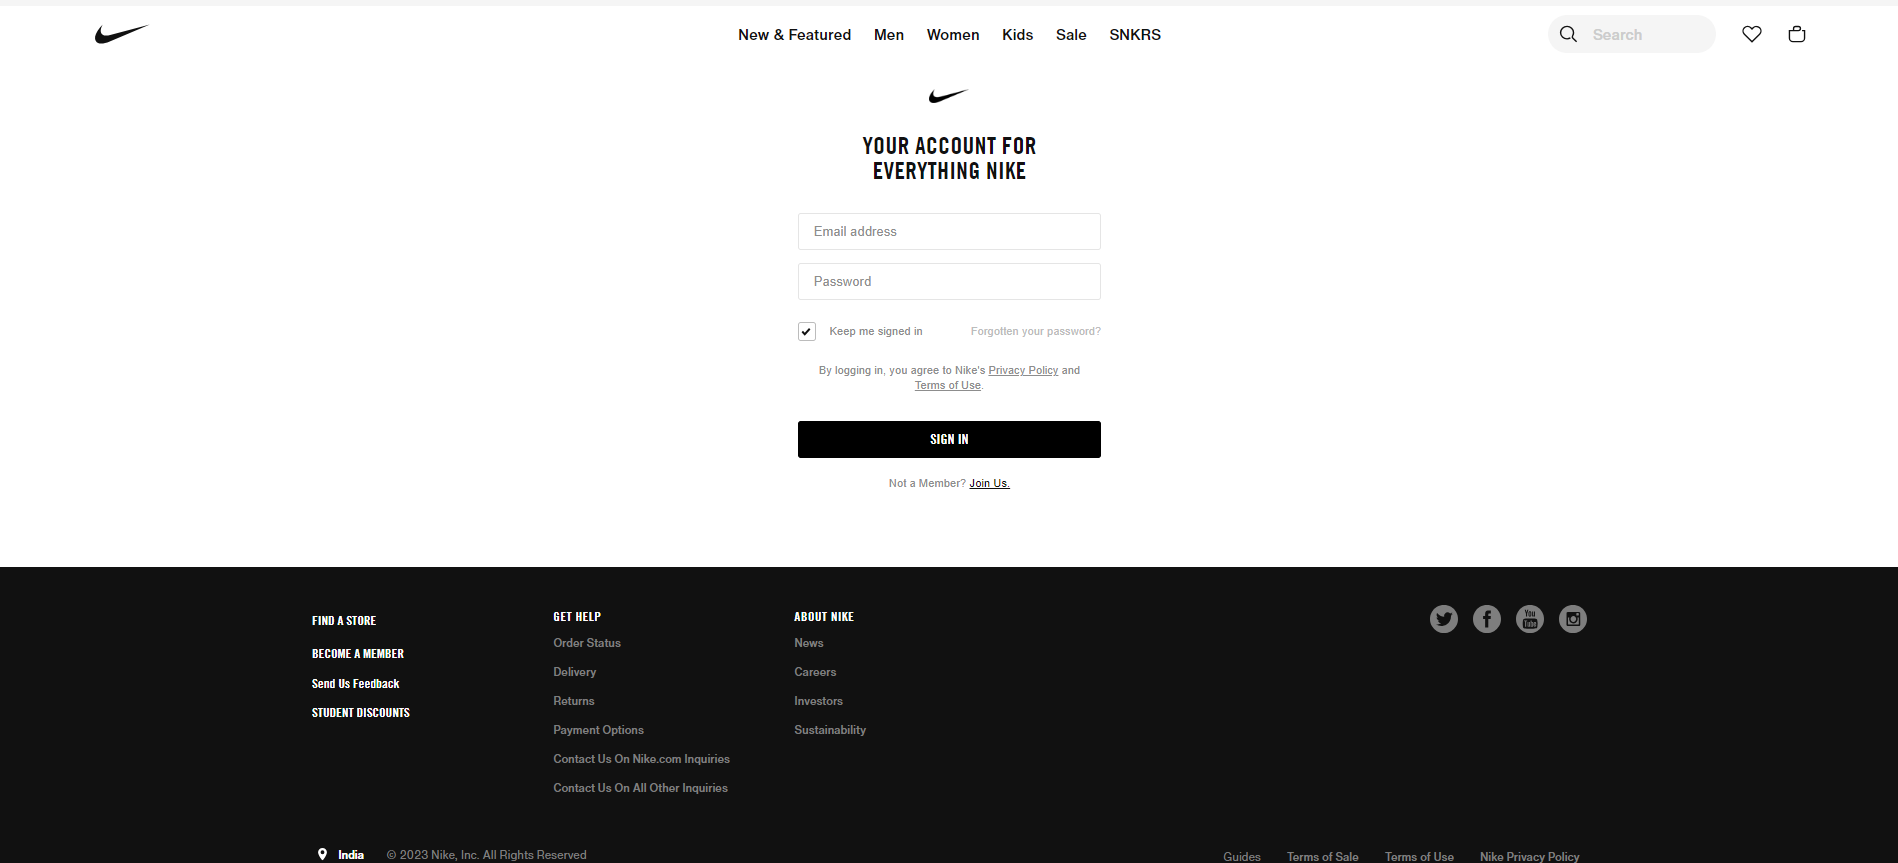 New & Featured Men Women Kids Sale SNKRS Search
YOUR ACCOUNT FOR
EVERYTHING NIKE
Email address
Password
Keep me signed in Forgotten your password?
By logging in, you agree to Nike's Privacy Policy and
Terms of Use.
SIGN IN
Not a Member? Join Us.
FIND A STORE
BECOME A MEMBER
Send Us Feedback
STUDENT DISCOUNTS
GET HELP
Order Status
Delivery
Returns
Payment Options
Contact Us On Nike.com Inquiries
Contact Us On All Other Inquiries
ABOUT NIKE
News
Careers
Investors
Sustainability
You
Tube
India © 2023 Nike, Inc. All Rights Reserved
Guides Terms of Sale Terms of Use Nike Privacy Policy